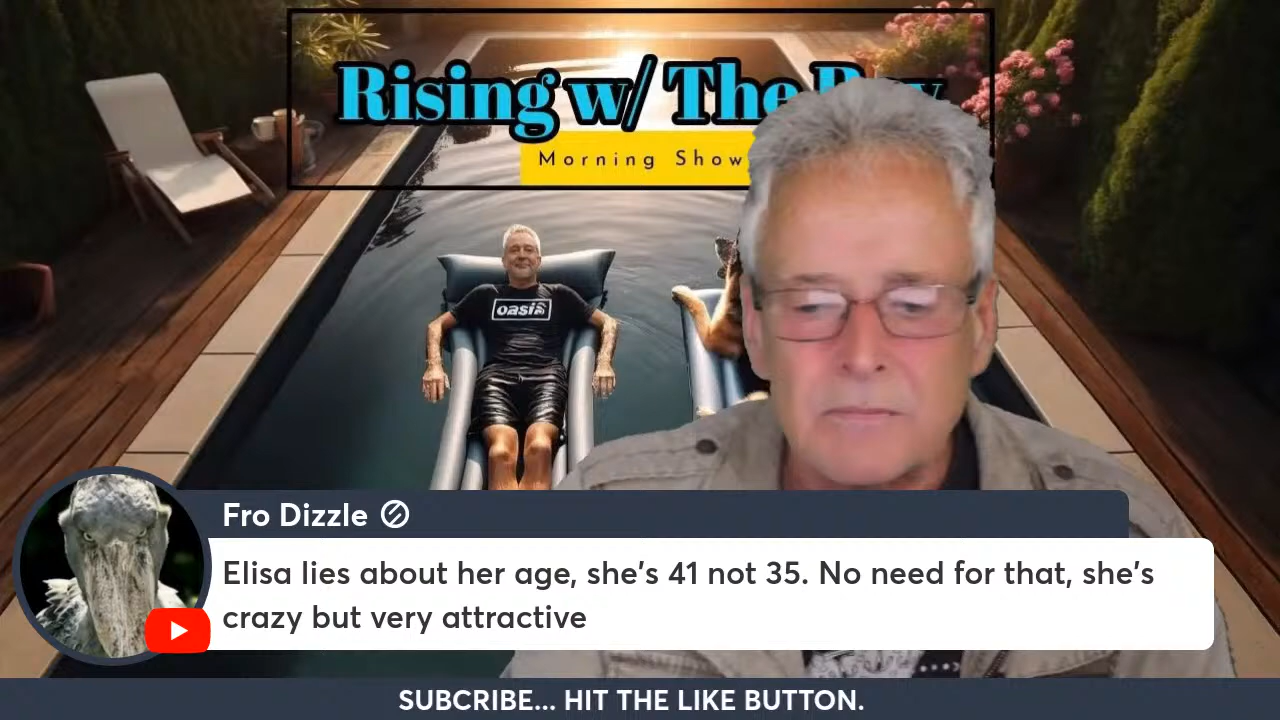 Rising w/ The
Morning Show
oasis
Fro Dizzle
Elisa lies about her age, she's 41 not 35. No need for that, she's
crazy but very attractive
SUBCRIBE... HIT THE LIKE BUTTON.